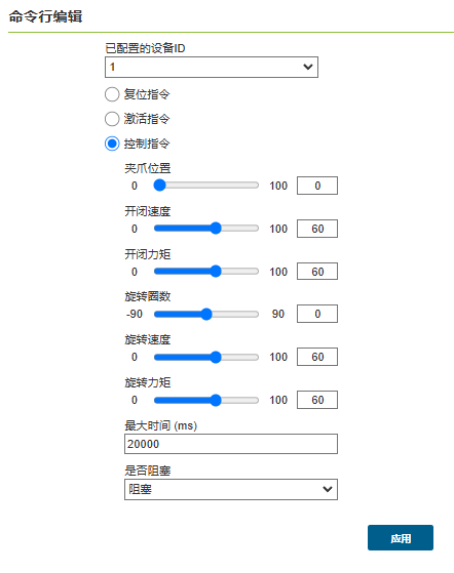 命令行编辑
已配置的设备ID
1
复位指令
激活指令
控制指令
夹爪位置
0 100 0
开闭速度
0 100 60
开闭力矩
0 100 60
旋转圈数
-90 90 0
旋转速度
0 100 60
旋转力矩
0 100 60
最大时间 (ms)
20000
是否阻塞
阻塞
应用